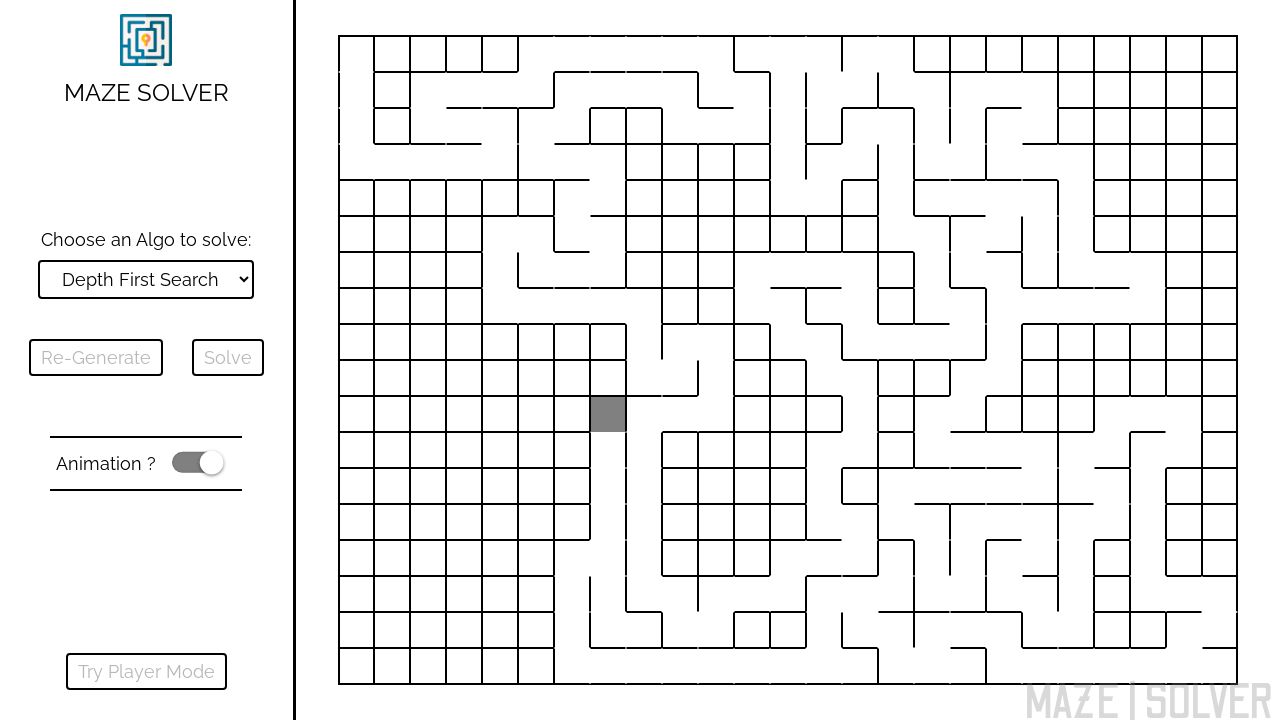 MAZE SOLVER
Choose an Algo to solve:
Depth First Search
Re-Generate
Solve
Animation ?
Try Player Mode
MAZE | SOLVER